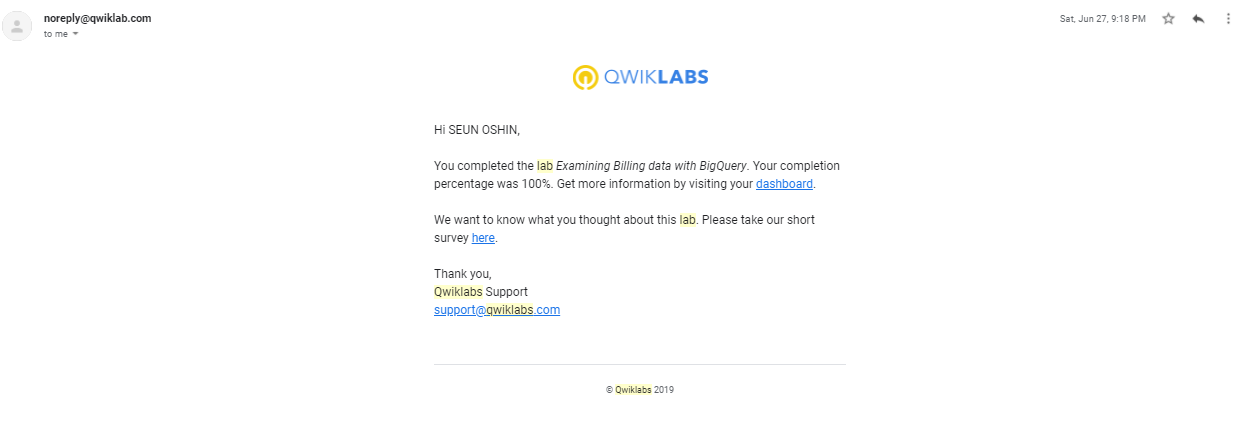 noreply@qwiklab.com
Sat, Jun 27, 9:18 PM
to me
QWIKLABS
Hi SEUN OSHIN,
You completed the lab Examining Billing data with BigQuery. Your completion
percentage was 100%. Get more information by visiting your dashboard.
We want to know what you thought about this lab. Please take our short
survey here.
Thank you,
Qwiklabs Support
support@qwiklabs.com
© Qwiklabs 2019